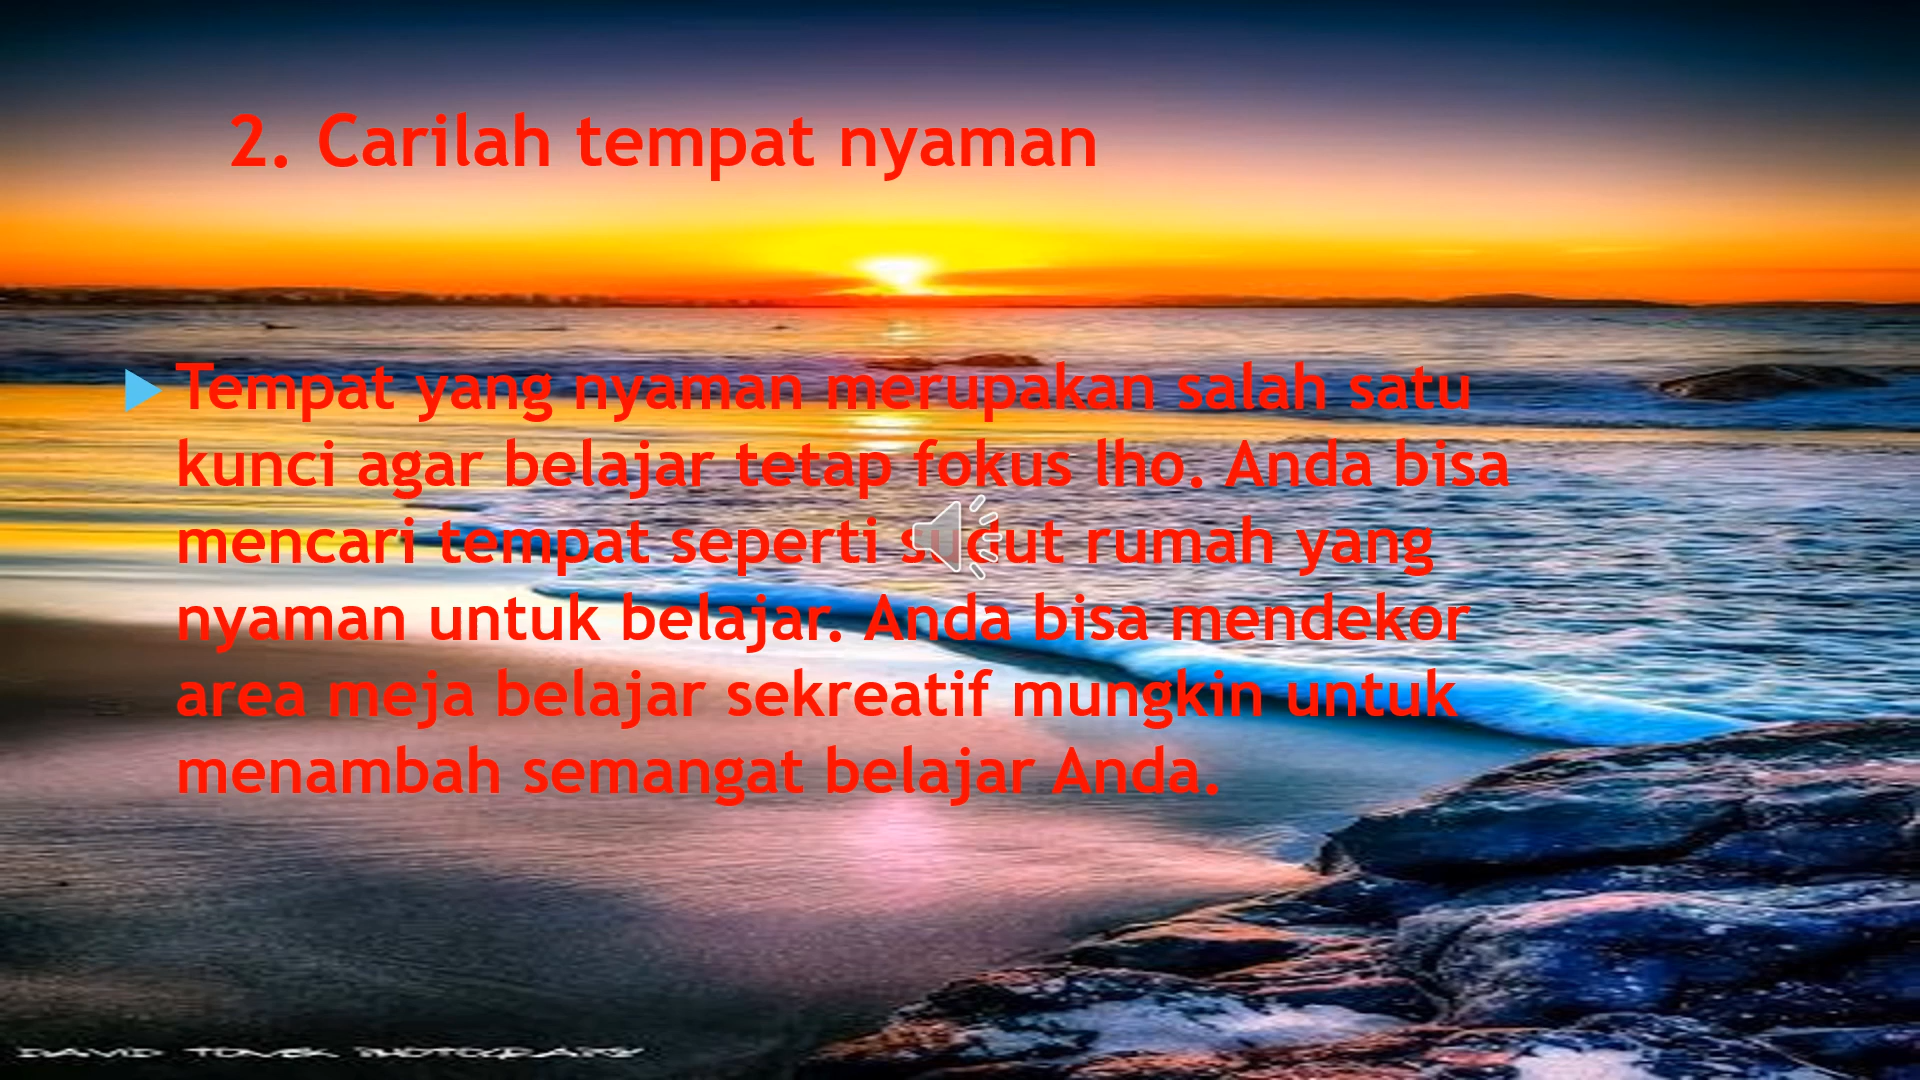 2. Carilah tempat nyaman
Tempat yang nyaman merupakan salah satu
kunci agar belajar tetap fokus lho. Anda bisa
mencari tempat seperti sudut rumah yang
nyaman untuk belajar. Anda bisa mendekor
area meja belajar sekreatif mungkin untuk
menambah semangat belajar Anda.
DAVID